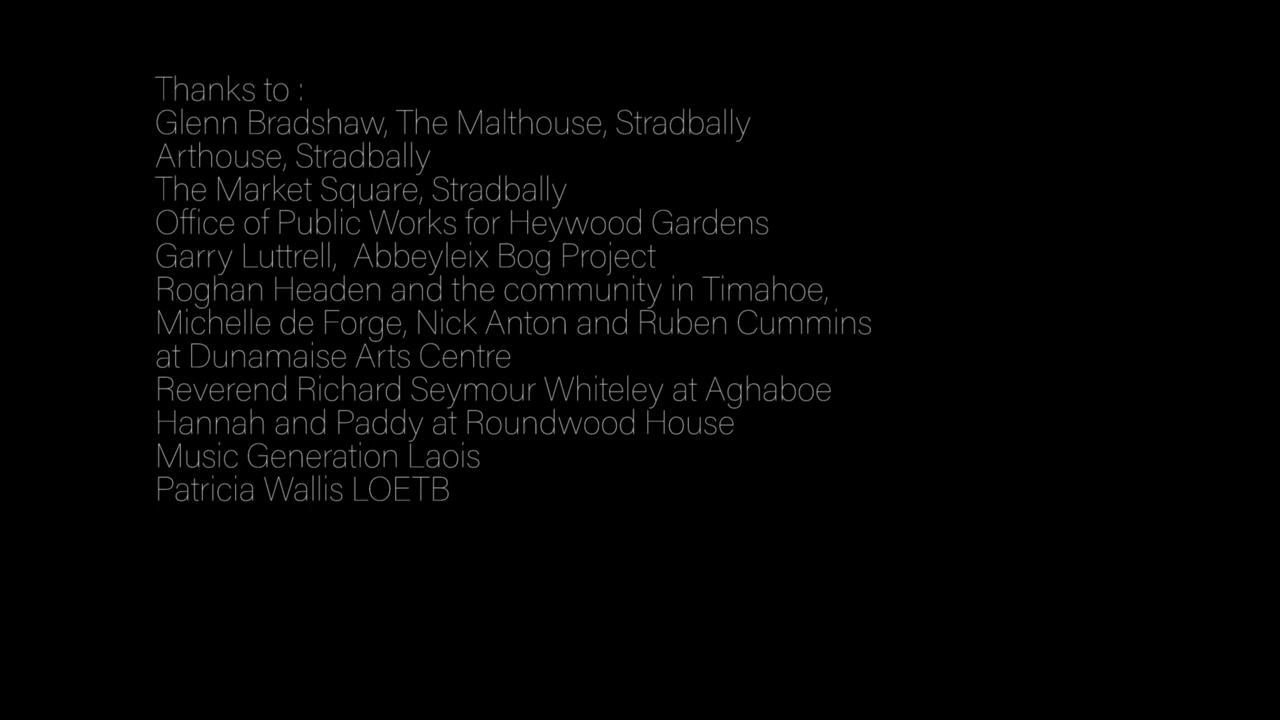 Thanks to :
Glenn Bradshaw, The Malthouse, Stradbally
Arthouse, Stradbally
The Market Square, Stradbally
Office of Public Works for Heywood Gardens
Garry Luttrell,  Abbeyleix Bog Project
Roghan Headen and the community in Timahoe,
Michelle de Forge, Nick Anton and Ruben Cummins
at Dunamaise Arts Centre
Reverend Richard Seymour Whiteley at Aghaboe
Hannah and Paddy at Roundwood House
Music Generation Laois
Patricia Wallis LOETB